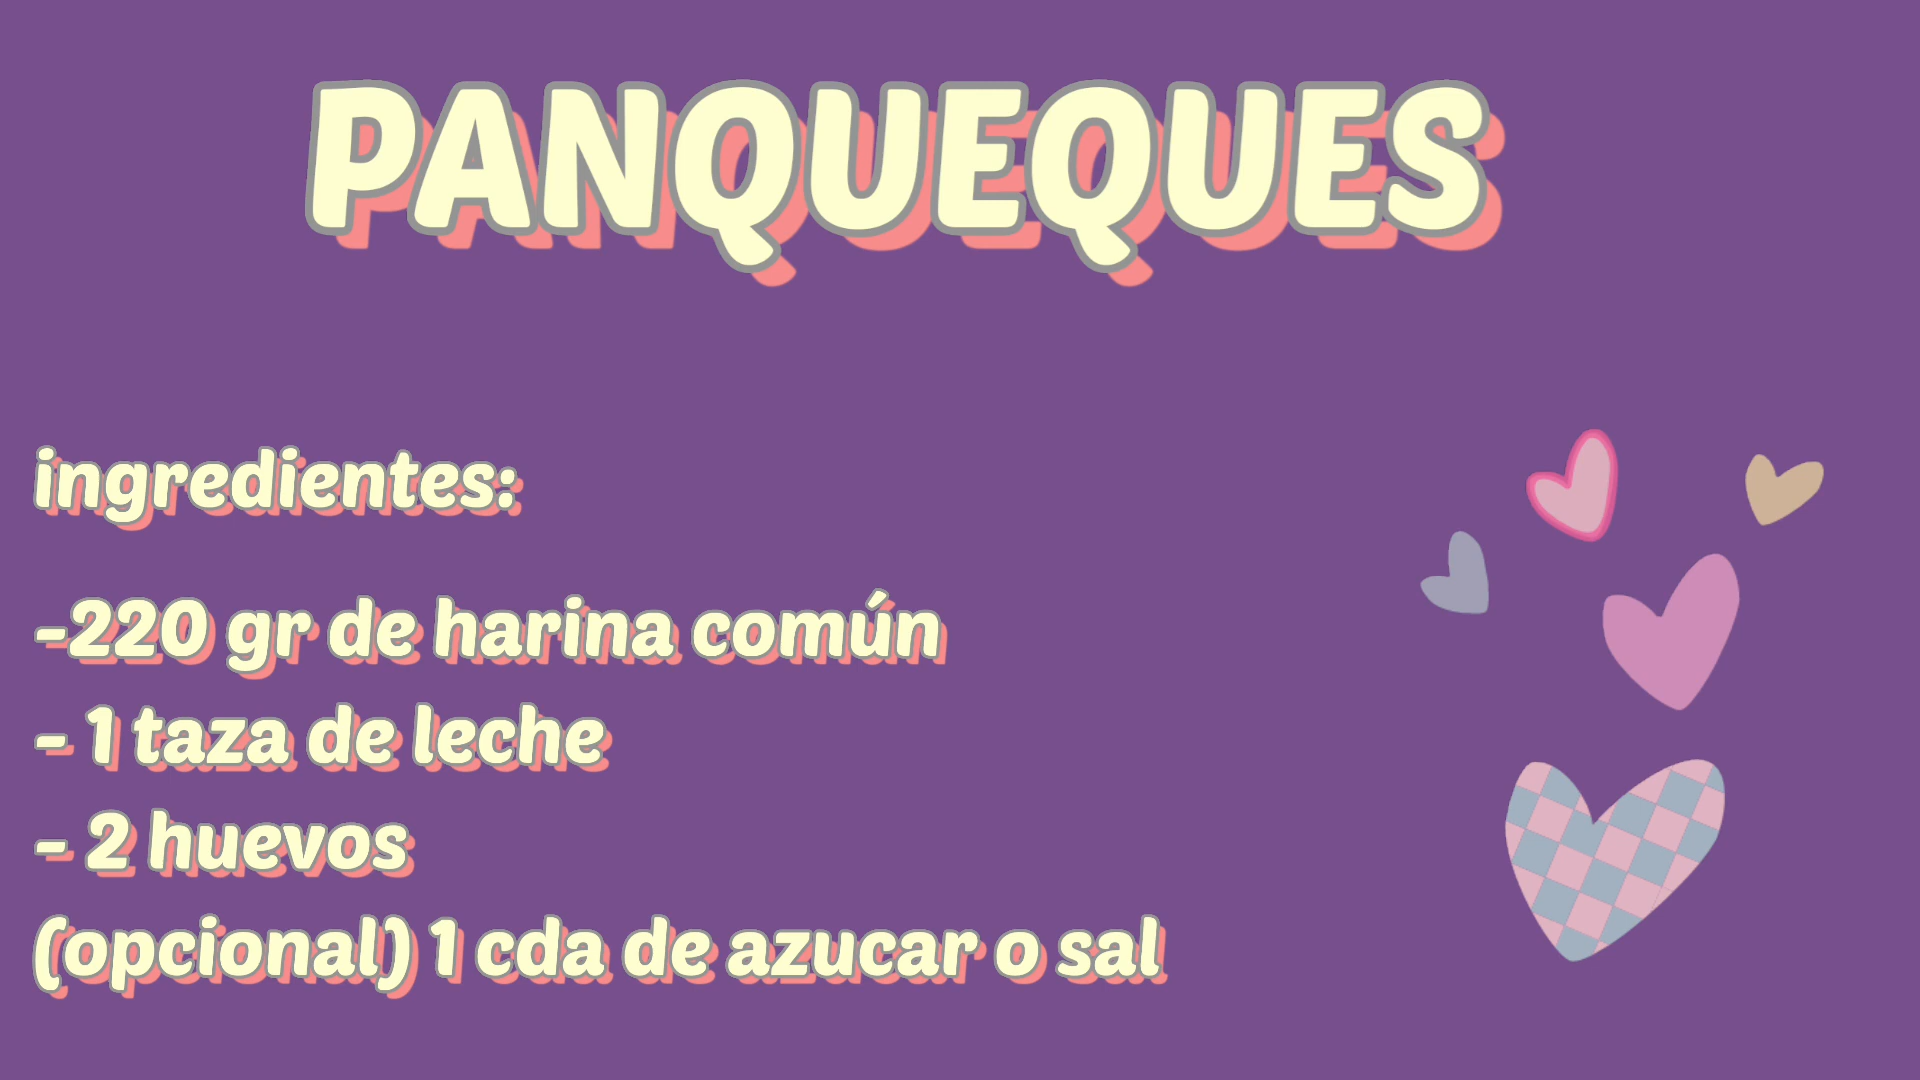 PANQUEQUES
ingredientes:
-220 gr de harina común
- 1 taza de leche
- 2 huevos
(opcional) 1 cda de azucar o sal